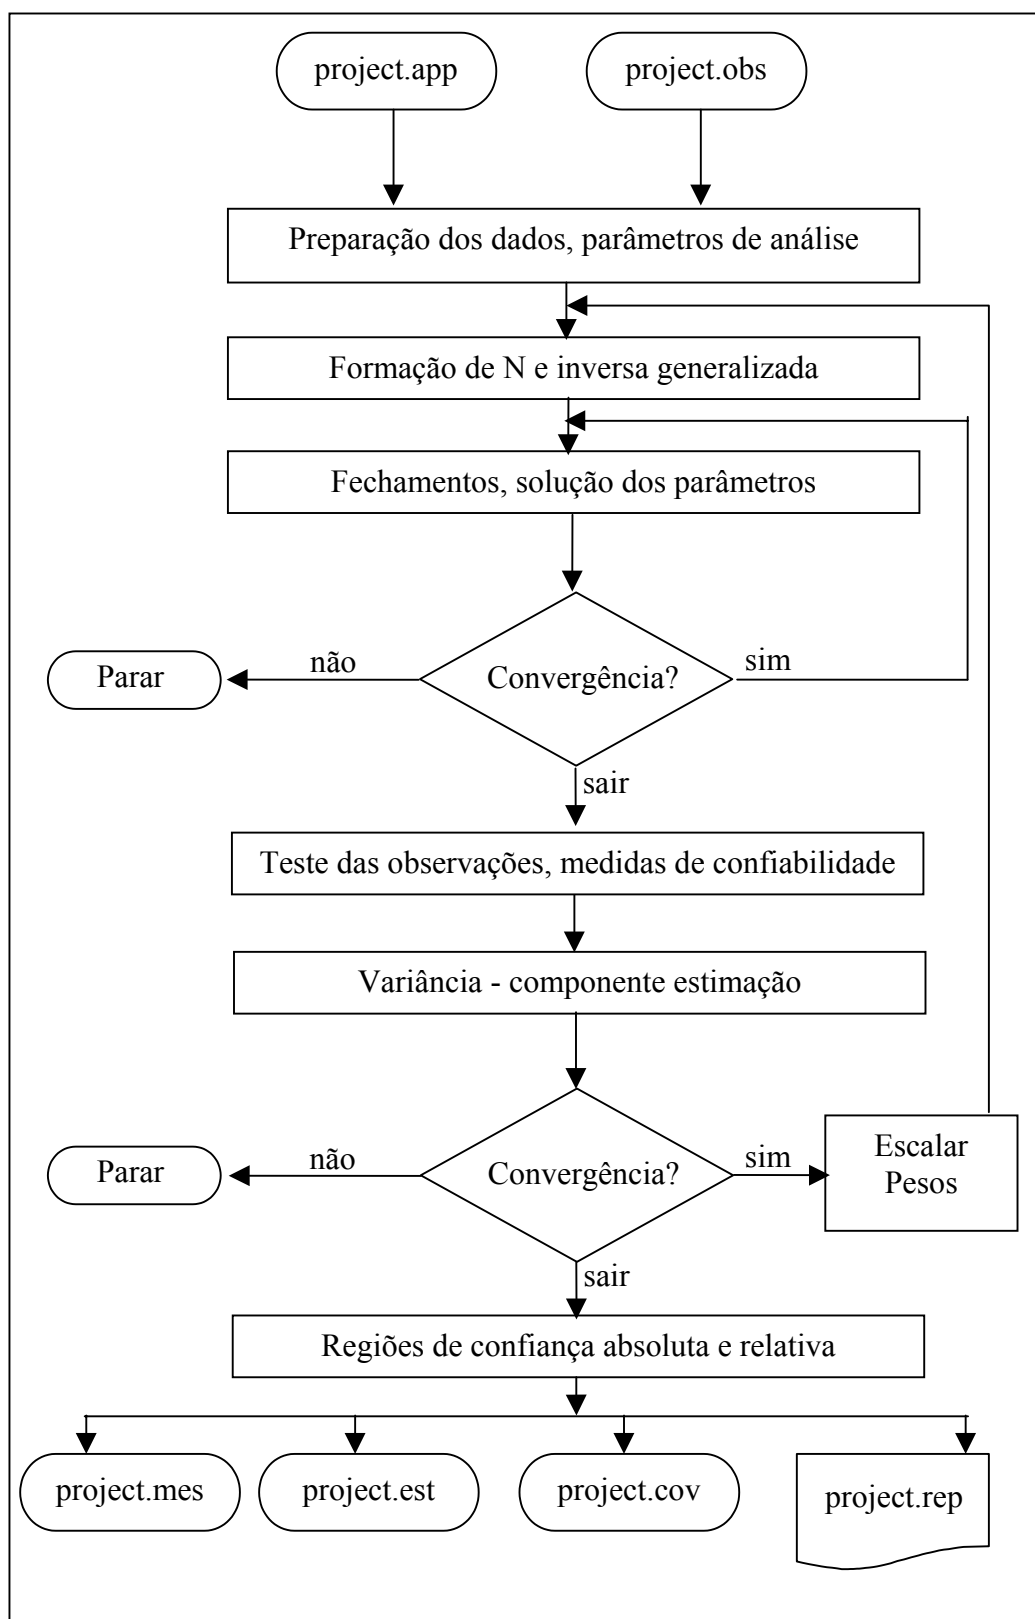 project.app
project.obs
Preparação dos dados, parâmetros de análise
Formação de N e inversa generalizada
Fechamentos, solução dos parâmetros
Parar
não
Convergência?
sim
sair
Teste das observações, medidas de confiabilidade
Variância - componente estimação
Parar
não
Convergência?
sim
Escalar
Pesos
sair
Regiões de confiança absoluta e relativa
project.mes
project.est
project.cov
project.rep